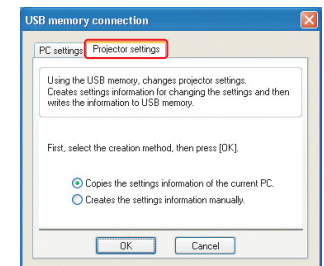 USB memory connection
PC settings Projector settings
Using the USB memory, changes projector settings.
Creates settings information for changing the settings and then
writes the information to USB memory.
First, select the creation method, then press [OK].
Copies the settings information of the current PC.
Creates the settings information manually.
OK Cancel